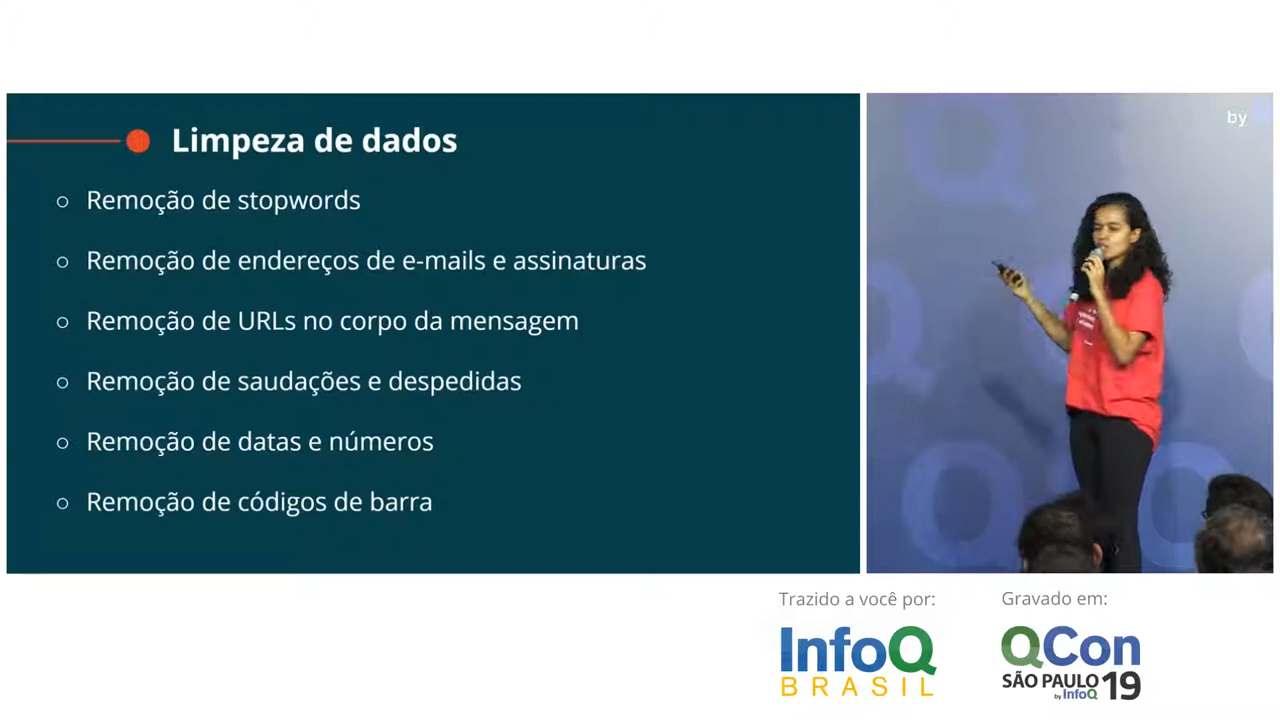 Limpeza de dados
Remoção de stopwords
Remoção de endereços de e-mails e assinaturas
Remoção de URLs no corpo da mensagem
Remoção de saudações e despedidas
Remoção de datas e números
Remoção de códigos de barra
by
Trazido a você por:
InfoQ
BRASIL
Gravado em:
QCon
SÃO PAULO 19
by InfoQ